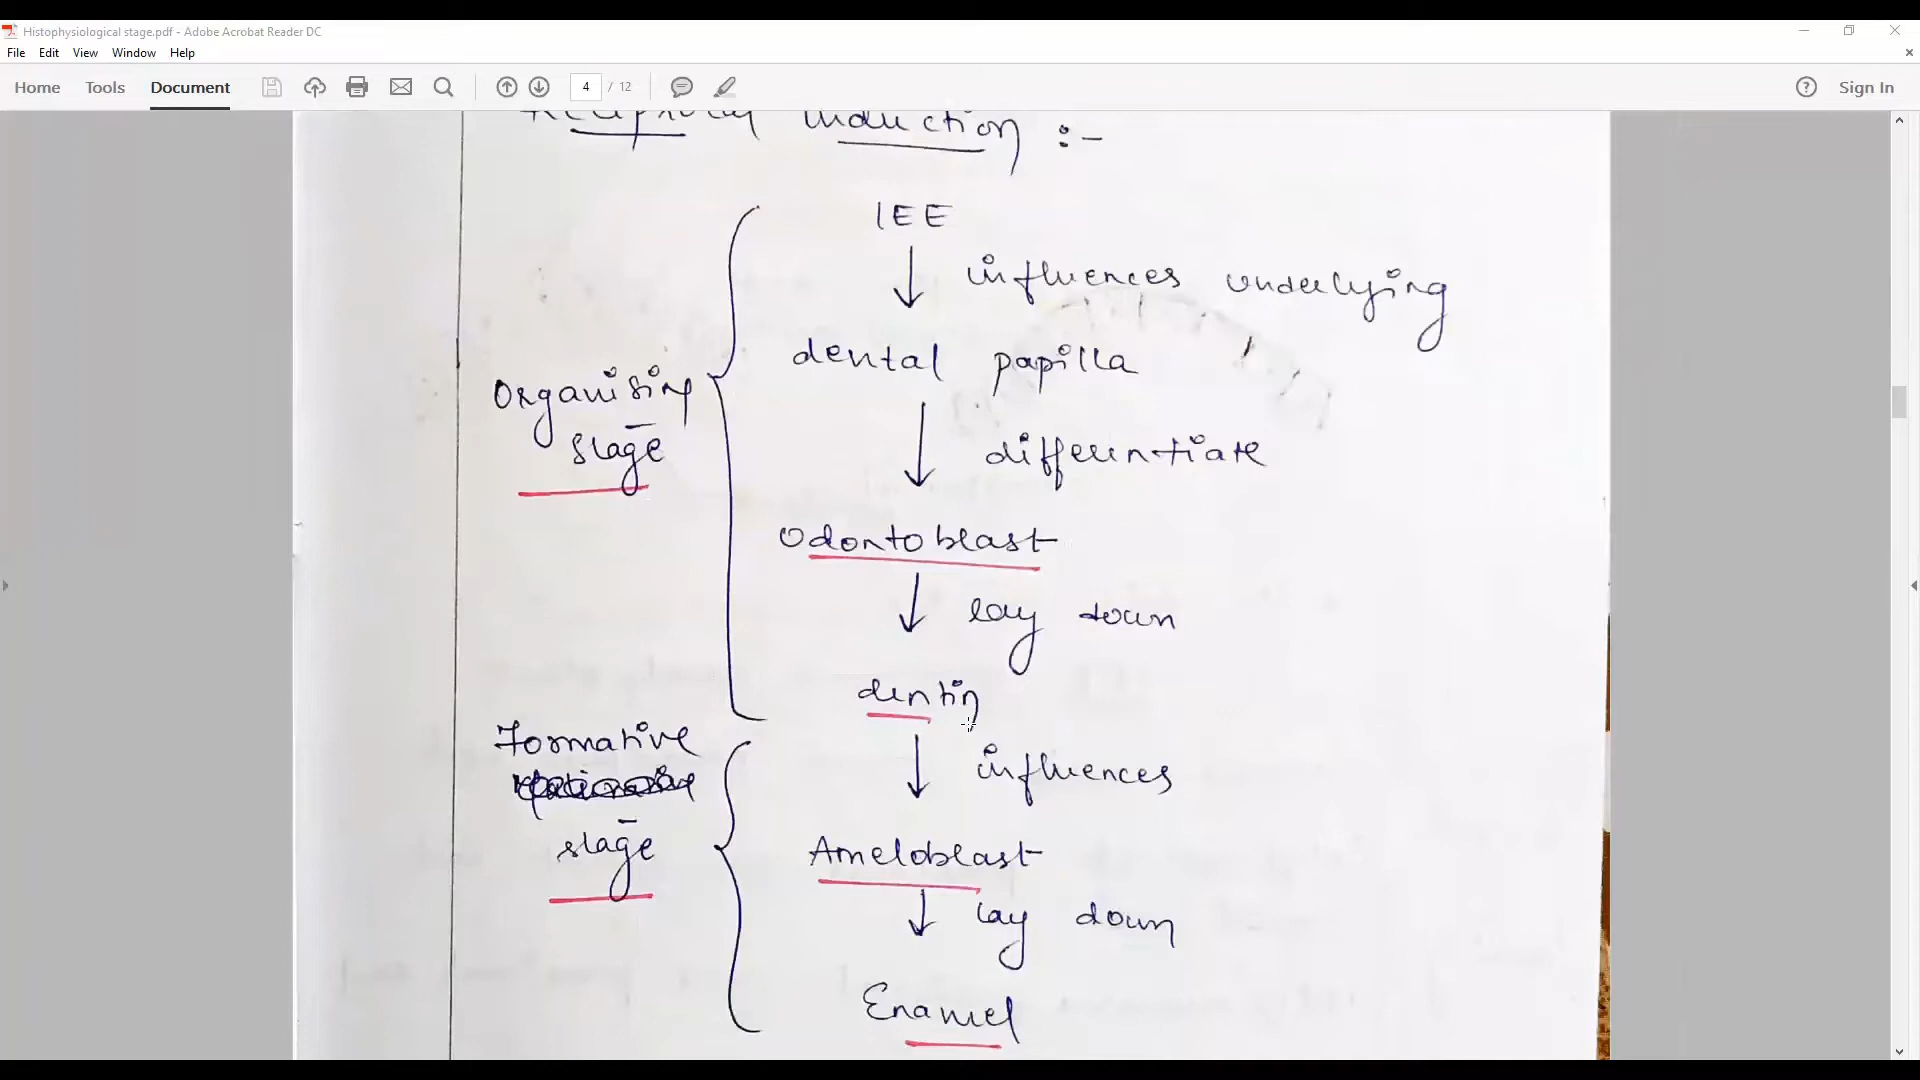 Histophysiological stage.pdf - Adobe Acrobat Reader DC
File Edit View Window Help
Home Tools Document 4 / 12 Sign In
Reciprocal induction :-
IEE
influences underlying
dental papilla
Organising
stage
differentiate
Odontoblast
lay down
dentin
Formative
stage
influences
Ameloblast
lay down
Enamel